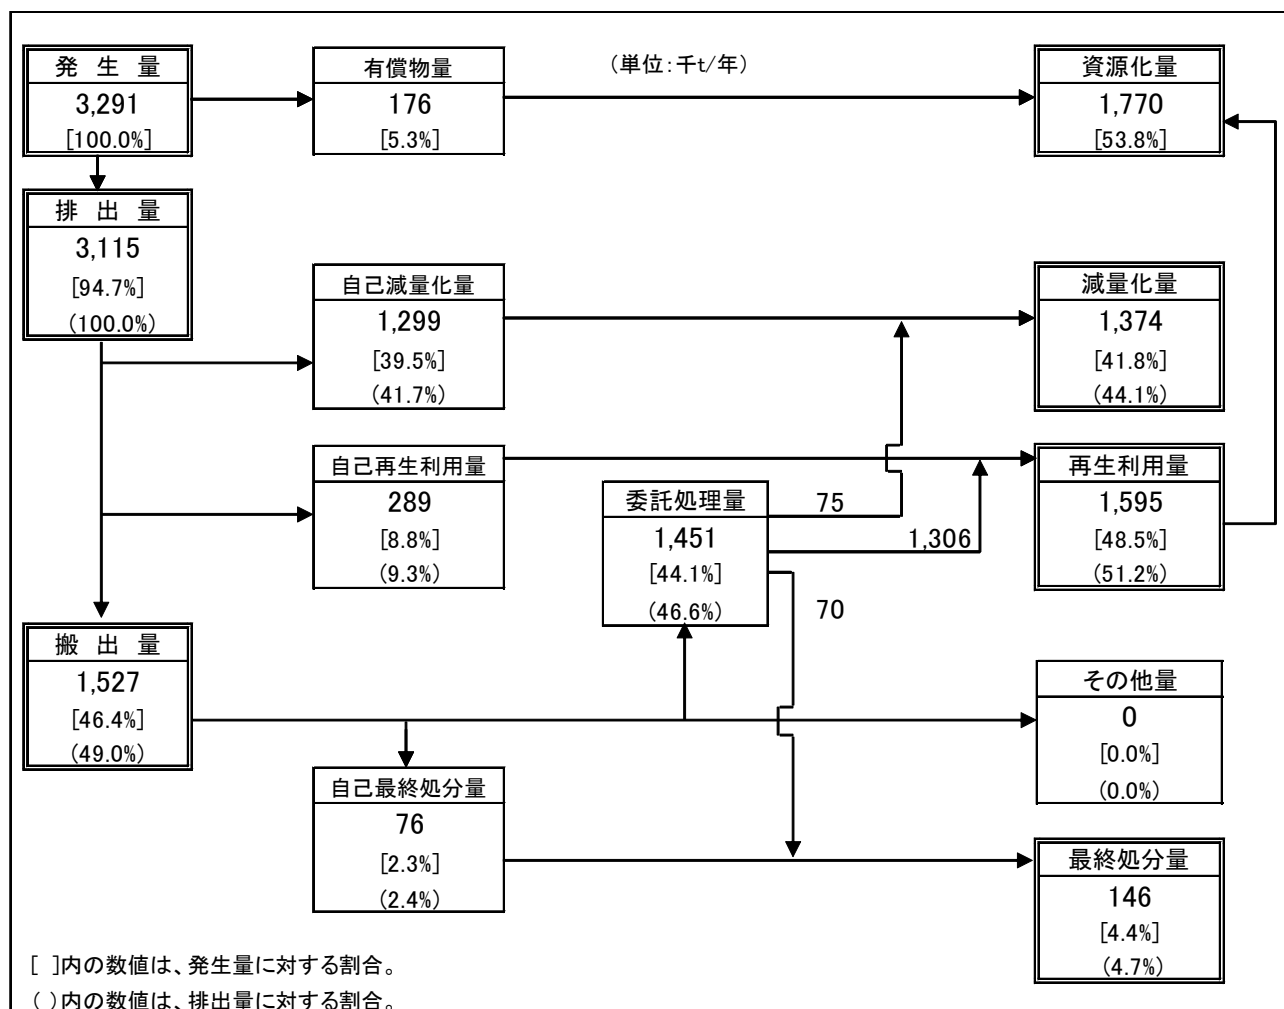 発 生 量
3,291
[100.0%]
有償物量
176
[5.3%]
（単位：千t/年）
資源化量
1,770
[53.8%]
排 出 量
3,115
[94.7%]
(100.0%)
自己減量化量
1,299
[39.5%]
(41.7%)
減量化量
1,374
[41.8%]
(44.1%)
自己再生利用量
289
[8.8%]
(9.3%)
委託処理量
1,451
[44.1%]
(46.6%)
75
1,306
70
再生利用量
1,595
[48.5%]
(51.2%)
搬 出 量
1,527
[46.4%]
(49.0%)
その他量
0
[0.0%]
(0.0%)
自己最終処分量
76
[2.3%]
(2.4%)
最終処分量
146
[4.4%]
(4.7%)
[ ]内の数値は、発生量に対する割合。
( )内の数値は、排出量に対する割合。